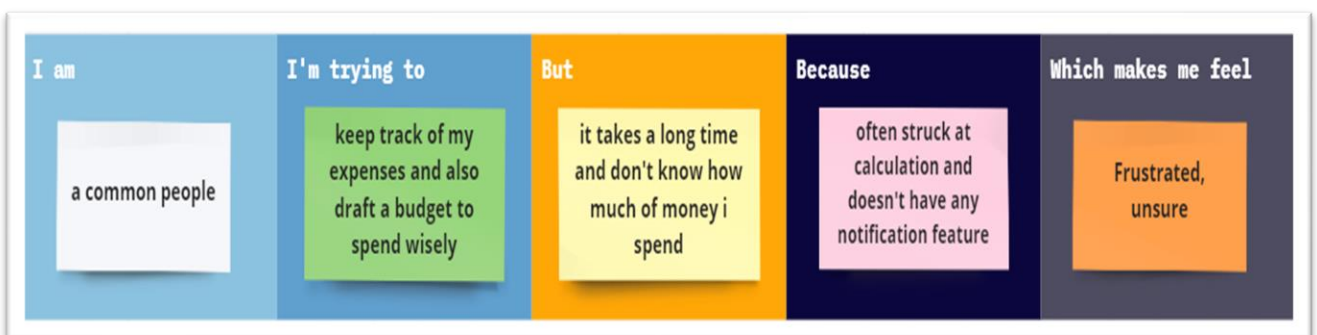 I am
a common people
I'm trying to
keep track of my
expenses and also
draft a budget to
spend wisely
But
it takes a long time
and don't know how
much of money i
spend
Because
often struck at
calculation and
doesn't have any
notification feature
Which makes me feel
Frustrated,
unsure